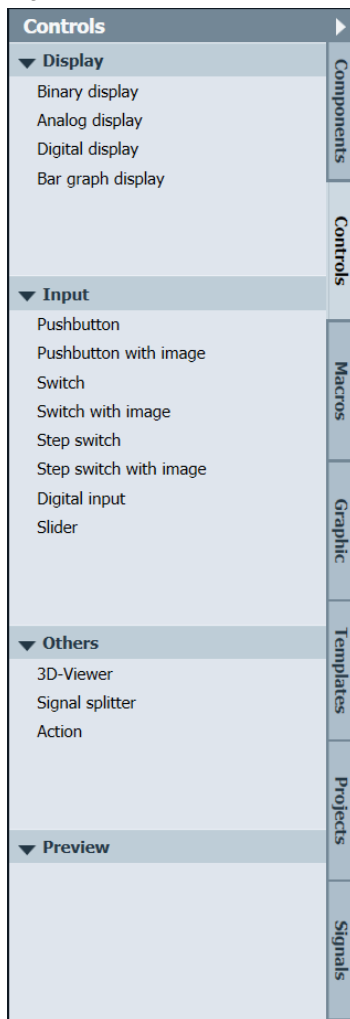 Controls
Display
Binary display
Analog display
Digital display
Bar graph display
Input
Pushbutton
Pushbutton with image
Switch
Switch with image
Step switch
Step switch with image
Digital input
Slider
Others
3D-Viewer
Signal splitter
Action
Preview
Components
Controls
Macros
Graphic
Templates
Projects
Signals